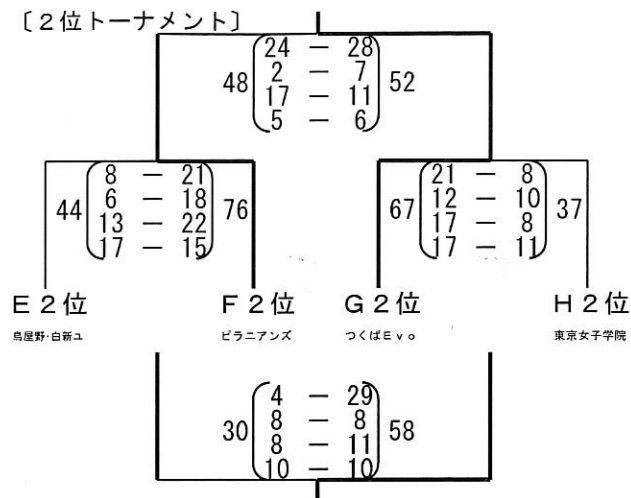 〔２位トーナメント〕
24 － 28
48 2 － 7 52
17 － 11
5 － 6
8 － 21
44 6 － 18 76
13 － 22
17 － 15
21 － 8
67 12 － 10 37
17 － 8
17 － 11
Ｅ２位 Ｆ２位 Ｇ２位 Ｈ２位
鳥屋野･白新ユ ピラニアンズ つくばＥｖｏ 東京女子学院
4 － 29
30 8 － 8 58
8 － 11
10 － 10